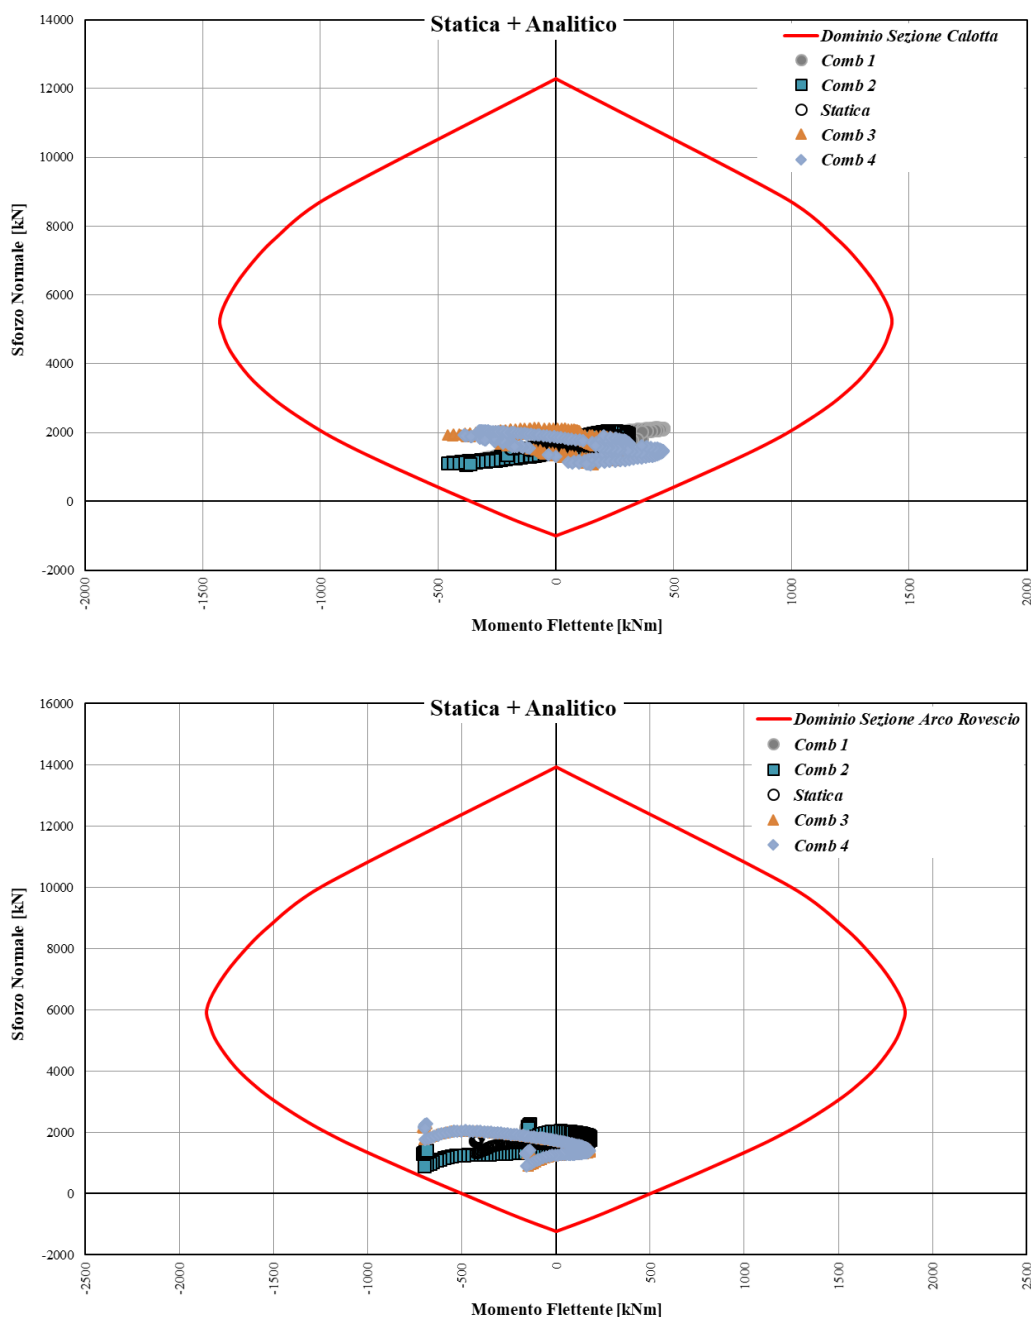 Statica + Analitico
14000
12000
10000
8000
6000
4000
2000
0
-2000
Sforzo Normale [kN]
Dominio Sezione Calotta
Comb 1
Comb 2
Statica
Comb 3
Comb 4
-2000
-1500
-1000
-500
0
500
1000
1500
2000
Momento Flettente [kNm]
Statica + Analitico
16000
14000
12000
10000
8000
6000
4000
2000
0
-2000
Sforzo Normale [kN]
Dominio Sezione Arco Rovescio
Comb 1
Comb 2
Statica
Comb 3
Comb 4
-2500
-2000
-1500
-1000
-500
0
500
1000
1500
2000
2500
Momento Flettente [kNm]